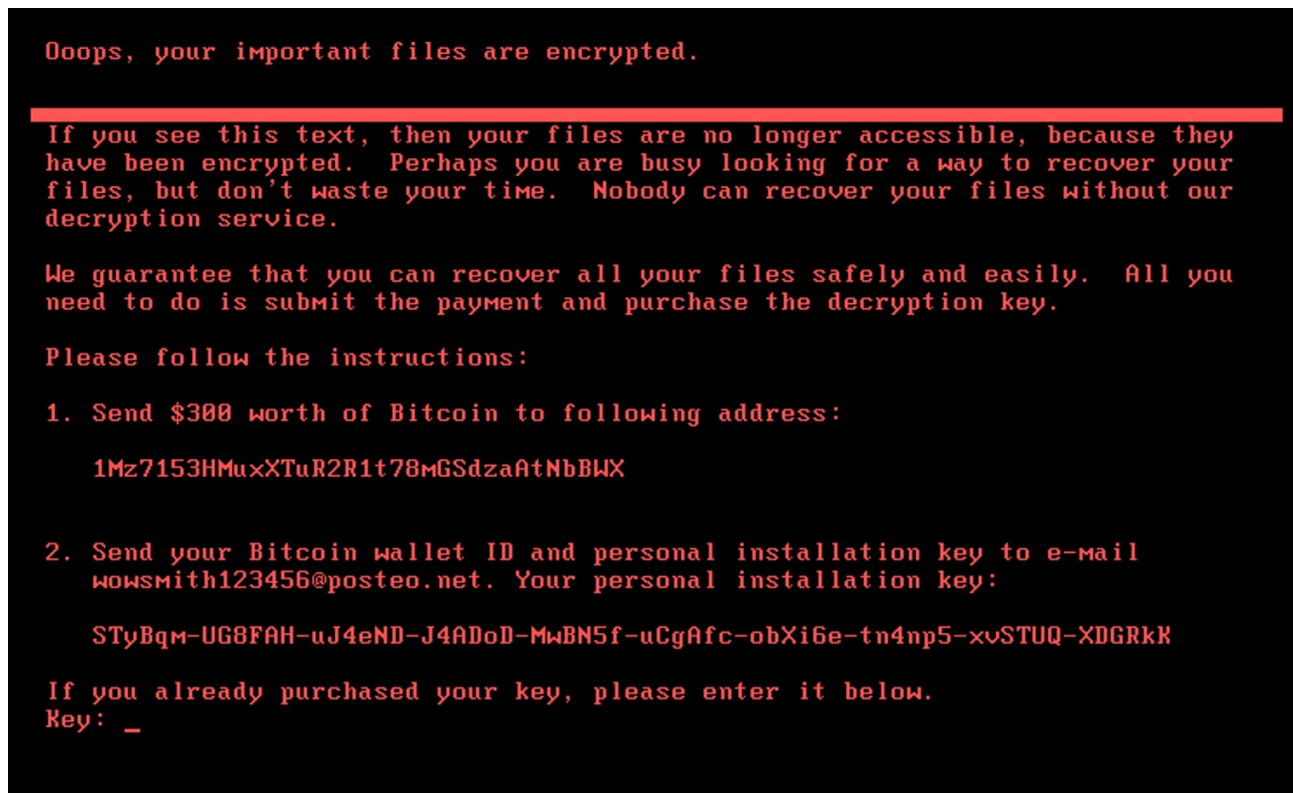 Ooops, your important files are encrypted.
If you see this text, then your files are no longer accessible, because they
have been encrypted.  Perhaps you are busy looking for a way to recover your
files, but don't waste your time.  Nobody can recover your files without our
decryption service.
We guarantee that you can recover all your files safely and easily.  All you
need to do is submit the payment and purchase the decryption key.
Please follow the instructions:
1. Send $300 worth of Bitcoin to following address:
1Mz7153HMuxXTuR2R1t78mGSdzaAtNbBWX
2. Send your Bitcoin wallet ID and personal installation key to e-mail
wowsmith123456@posteo.net. Your personal installation key:
STyBqm-UG8FAH-uJ4eND-J4ADoD-MwBN5f-uCgAfc-obXi6e-tn4np5-xvSTUQ-XDGRkK
If you already purchased your key, please enter it below.
Key: _